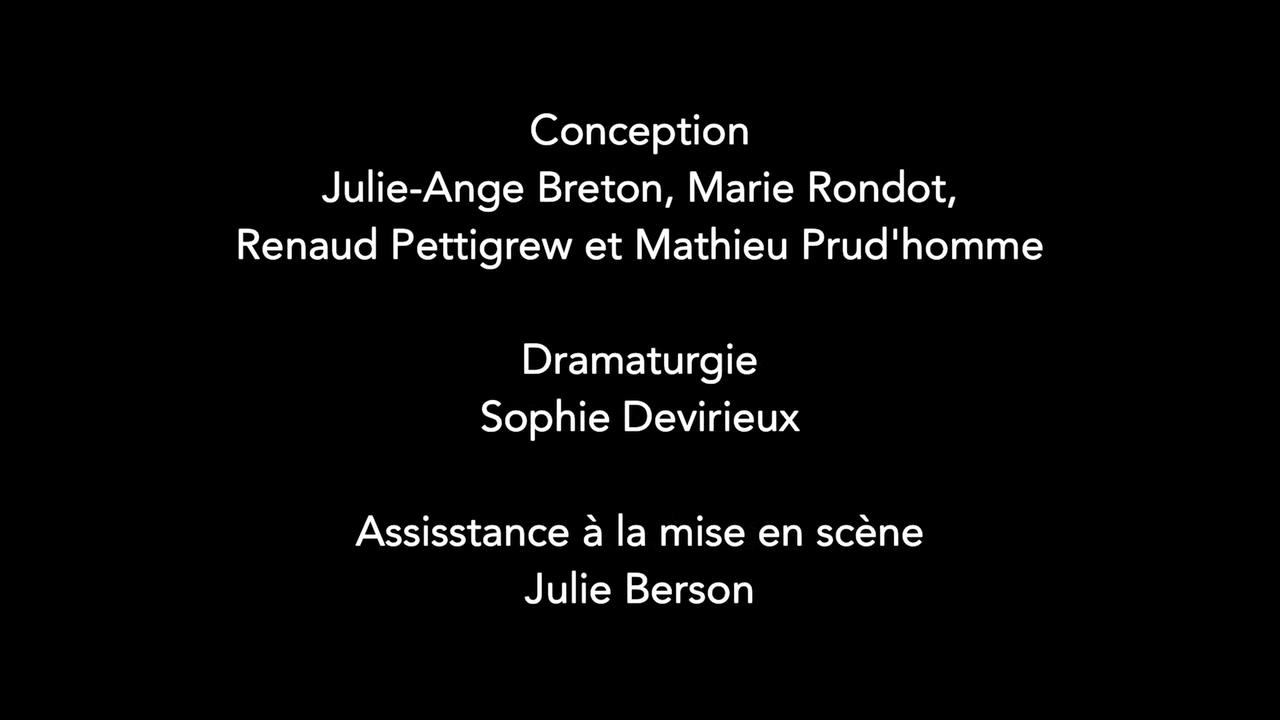 Conception
Julie-Ange Breton, Marie Rondot,
Renaud Pettigrew et Mathieu Prud'homme
Dramaturgie
Sophie Devirieux
Assisstance à la mise en scène
Julie Berson